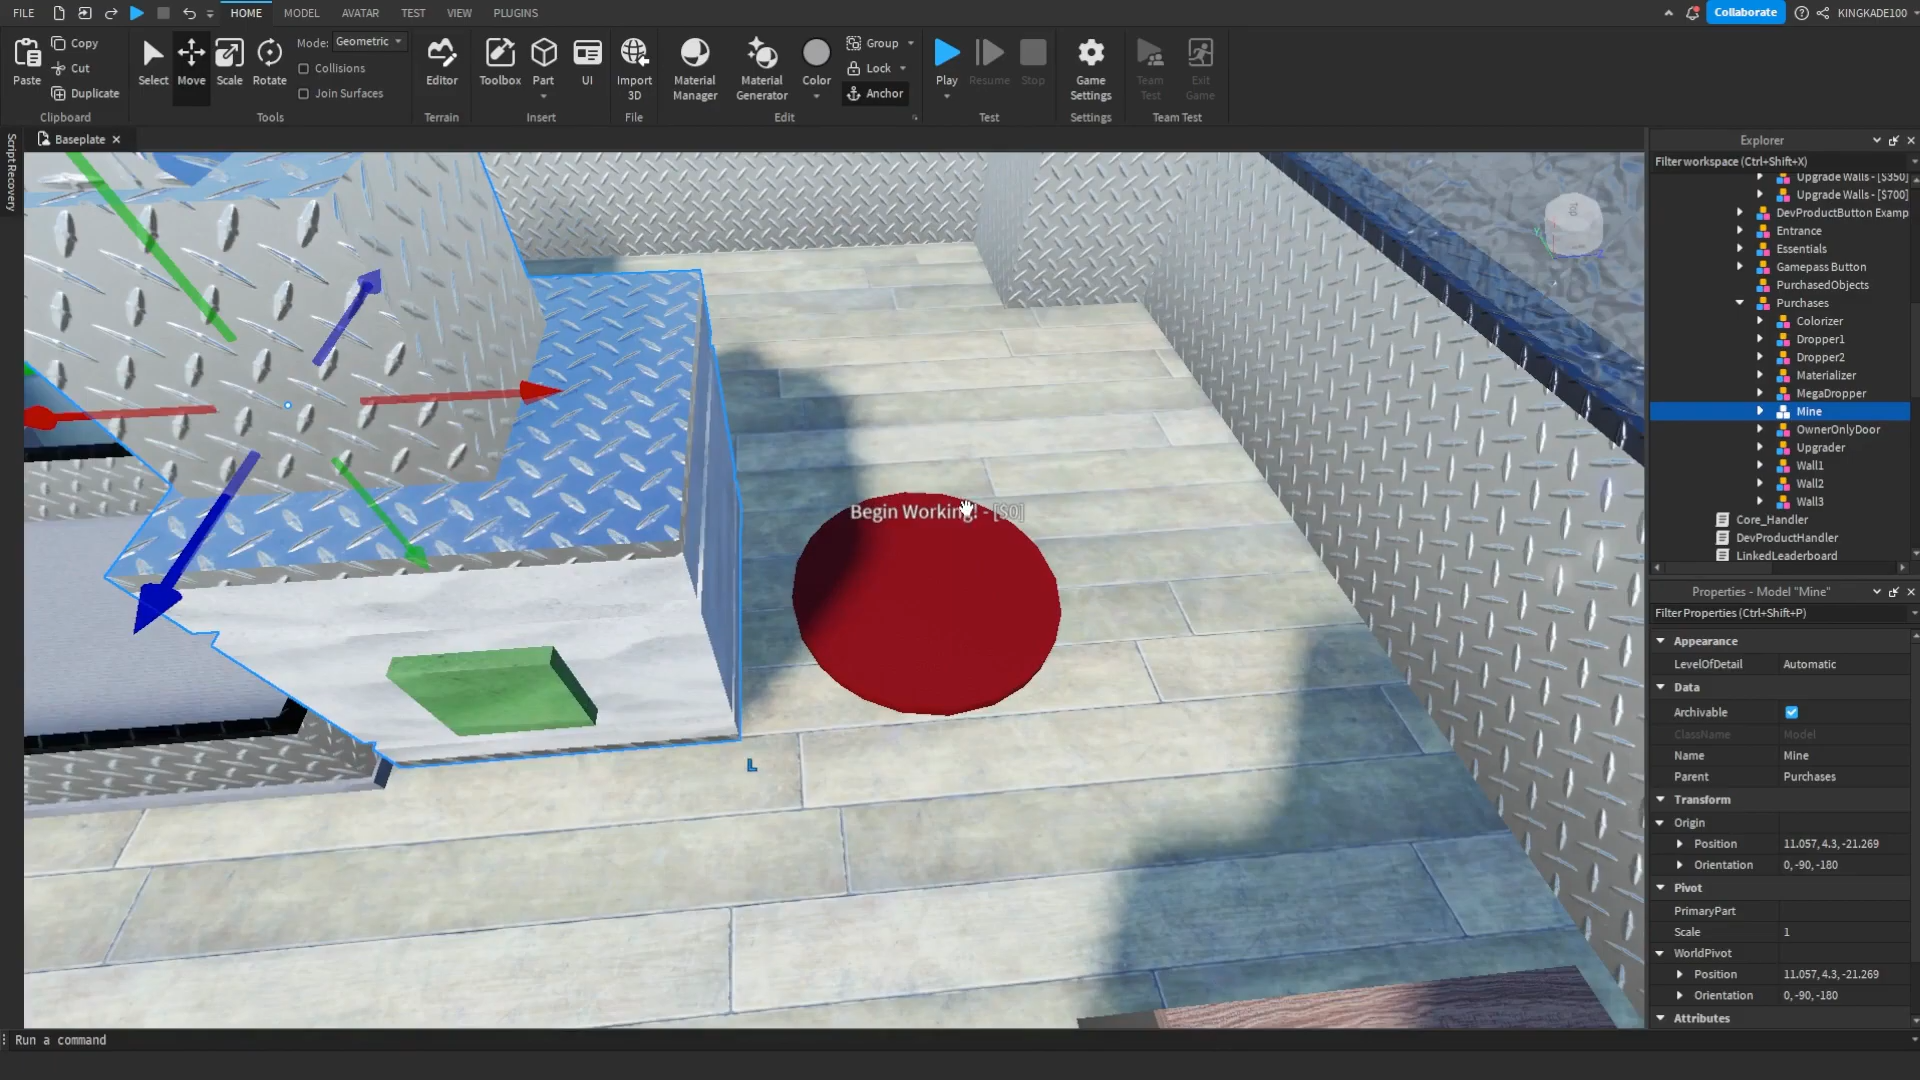 FILE
HOME
MODEL
AVATAR
TEST
VIEW
PLUGINS
Collaborate
KINGKADE100
Paste
Copy
Cut
Duplicate
Clipboard
Select
Move
Scale
Rotate
Mode: Geometric
Collisions
Join Surfaces
Tools
Editor
Terrain
Toolbox
Part
UI
Insert
Import
3D
File
Material
Manager
Material
Generator
Color
Group
Lock
Anchor
Edit
Play
Resume
Stop
Test
Game
Settings
Settings
Team
Test
Exit
Game
Team Test
ScriptRecovery
Baseplate
Top
Begin Working! - [$0]
L
Explorer
Filter workspace (Ctrl+Shift+X)
Upgrade Walls - [$350]
Upgrade Walls - [$700]
DevProductButton Examp
Entrance
Essentials
Gamepass Button
PurchasedObjects
Purchases
Colorizer
Dropper1
Dropper2
Materializer
MegaDropper
Mine
OwnerOnlyDoor
Upgrader
Wall1
Wall2
Wall3
Core_Handler
DevProductHandler
LinkedLeaderboard
Properties - Model "Mine"
Filter Properties (Ctrl+Shift+P)
Appearance
LevelOfDetail Automatic
Data
Archivable
ClassName Model
Name Mine
Parent Purchases
Transform
Origin
Position 11.057, 4.3, -21.269
Orientation 0, -90, -180
Pivot
PrimaryPart
Scale 1
WorldPivot
Position 11.057, 4.3, -21.269
Orientation 0, -90, -180
Attributes
Run a command